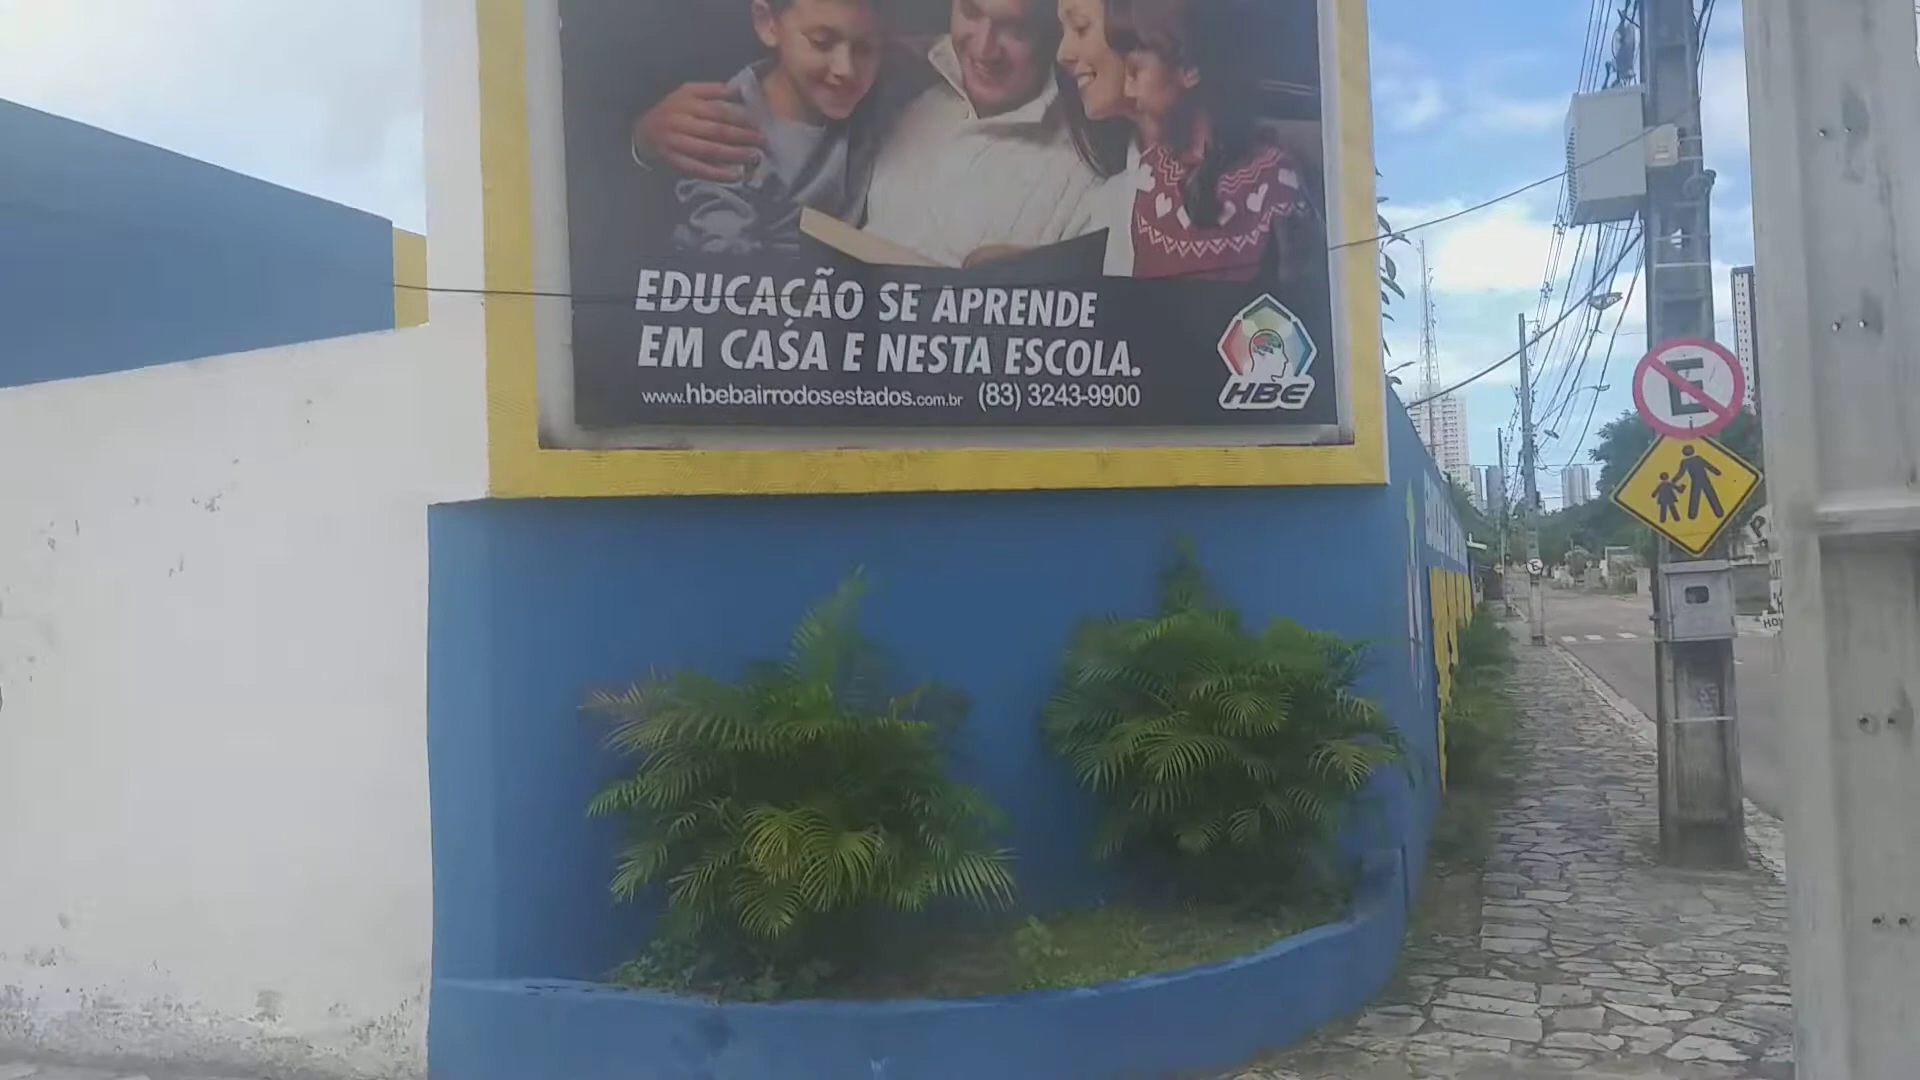 EDUCAÇÃO SE APRENDE
EM CASA E NESTA ESCOLA.
www.hbebairrodosestados.com.br (83) 3243-9900
HBE
E
E